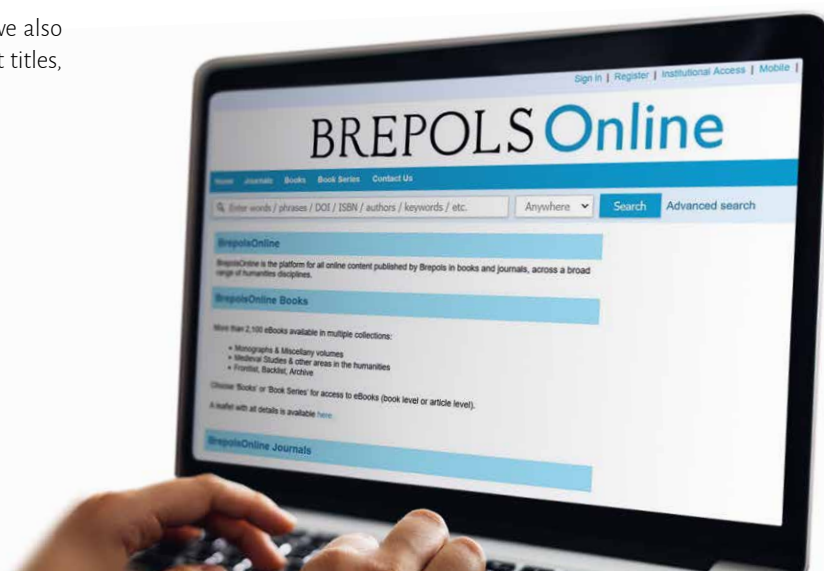 ve also
t titles,
Sign in | Register | Institutional Access | Mobile |
BREPOLS Online
Home Journals Books Book Series Contact Us
Enter words / phrases / DOI / ISBN / authors / keywords / etc. Anywhere Search Advanced search
BrepolsOnline
BrepolsOnline is the platform for all online content published by Brepols in books and journals, across a broad
range of humanities disciplines.
BrepolsOnline Books
More than 2,100 eBooks available in multiple collections:
• Monographs & Miscellany volumes
• Medieval Studies & other areas in the humanities
• Frontlist, Backlist, Archive
Choose 'Books' or 'Book Series' for access to eBooks (book level or article level).
A leaflet with all details is available here.
BrepolsOnline Journals